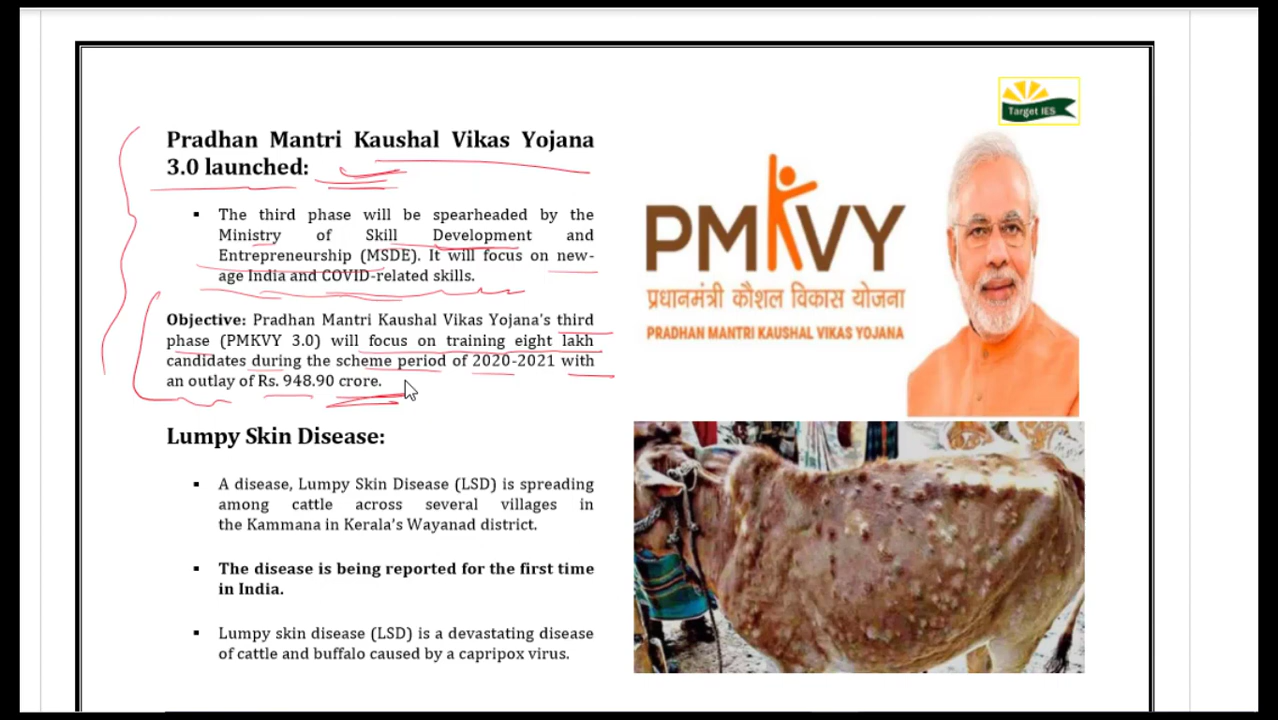 Target IES
Pradhan Mantri Kaushal Vikas Yojana
3.0 launched:
▪ The third phase will be spearheaded by the
Ministry of Skill Development and
Entrepreneurship (MSDE). It will focus on new-
age India and COVID-related skills.
Objective: Pradhan Mantri Kaushal Vikas Yojana's third
phase (PMKVY 3.0) will focus on training eight lakh
candidates during the scheme period of 2020-2021 with
an outlay of Rs. 948.90 crore.
PMKVY
प्रधानमंत्री कौशल विकास योजना
PRADHAN MANTRI KAUSHAL VIKAS YOJANA
Lumpy Skin Disease:
▪ A disease, Lumpy Skin Disease (LSD) is spreading
among cattle across several villages in
the Kammana in Kerala's Wayanad district.
▪ The disease is being reported for the first time
in India.
▪ Lumpy skin disease (LSD) is a devastating disease
of cattle and buffalo caused by a capripox virus.